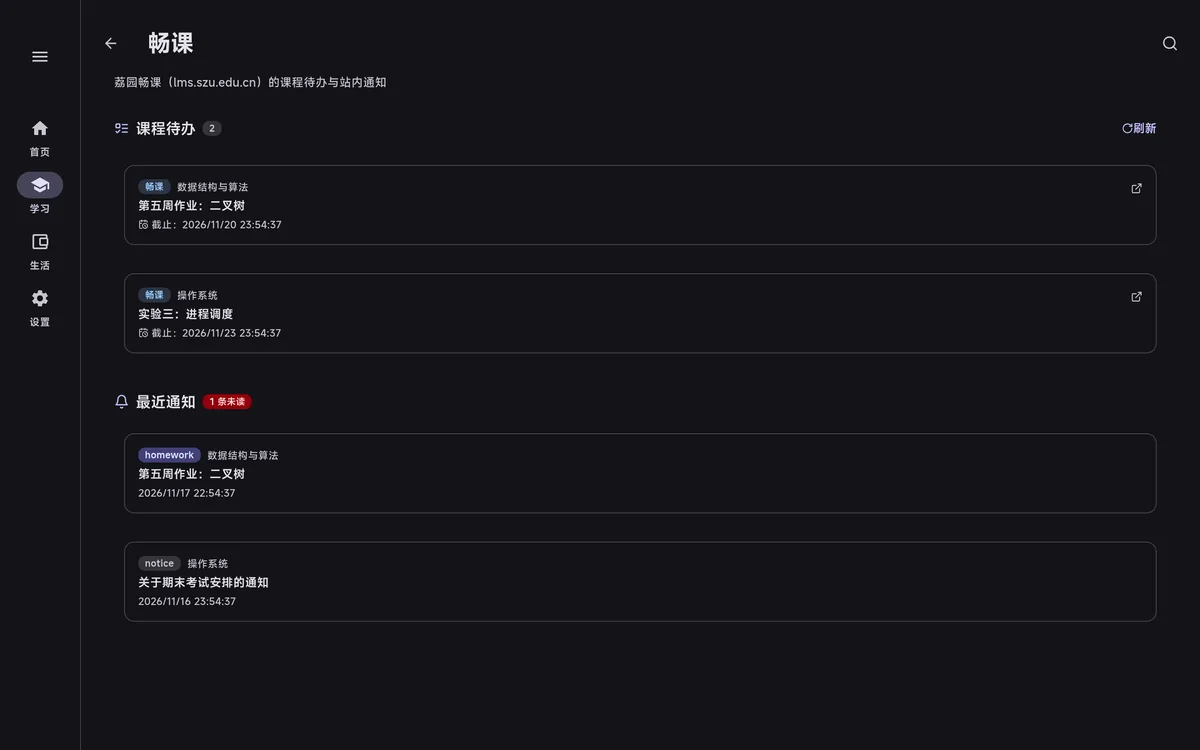 畅课
荔园畅课（lms.szu.edu.cn）的课程待办与站内通知
首页
学习
生活
设置
课程待办 2
刷新
畅课 数据结构与算法
第五周作业：二叉树
截止：2026/11/20 23:54:37
畅课 操作系统
实验三：进程调度
截止：2026/11/23 23:54:37
最近通知 1 条未读
homework 数据结构与算法
第五周作业：二叉树
2026/11/17 22:54:37
notice 操作系统
关于期末考试安排的通知
2026/11/16 23:54:37